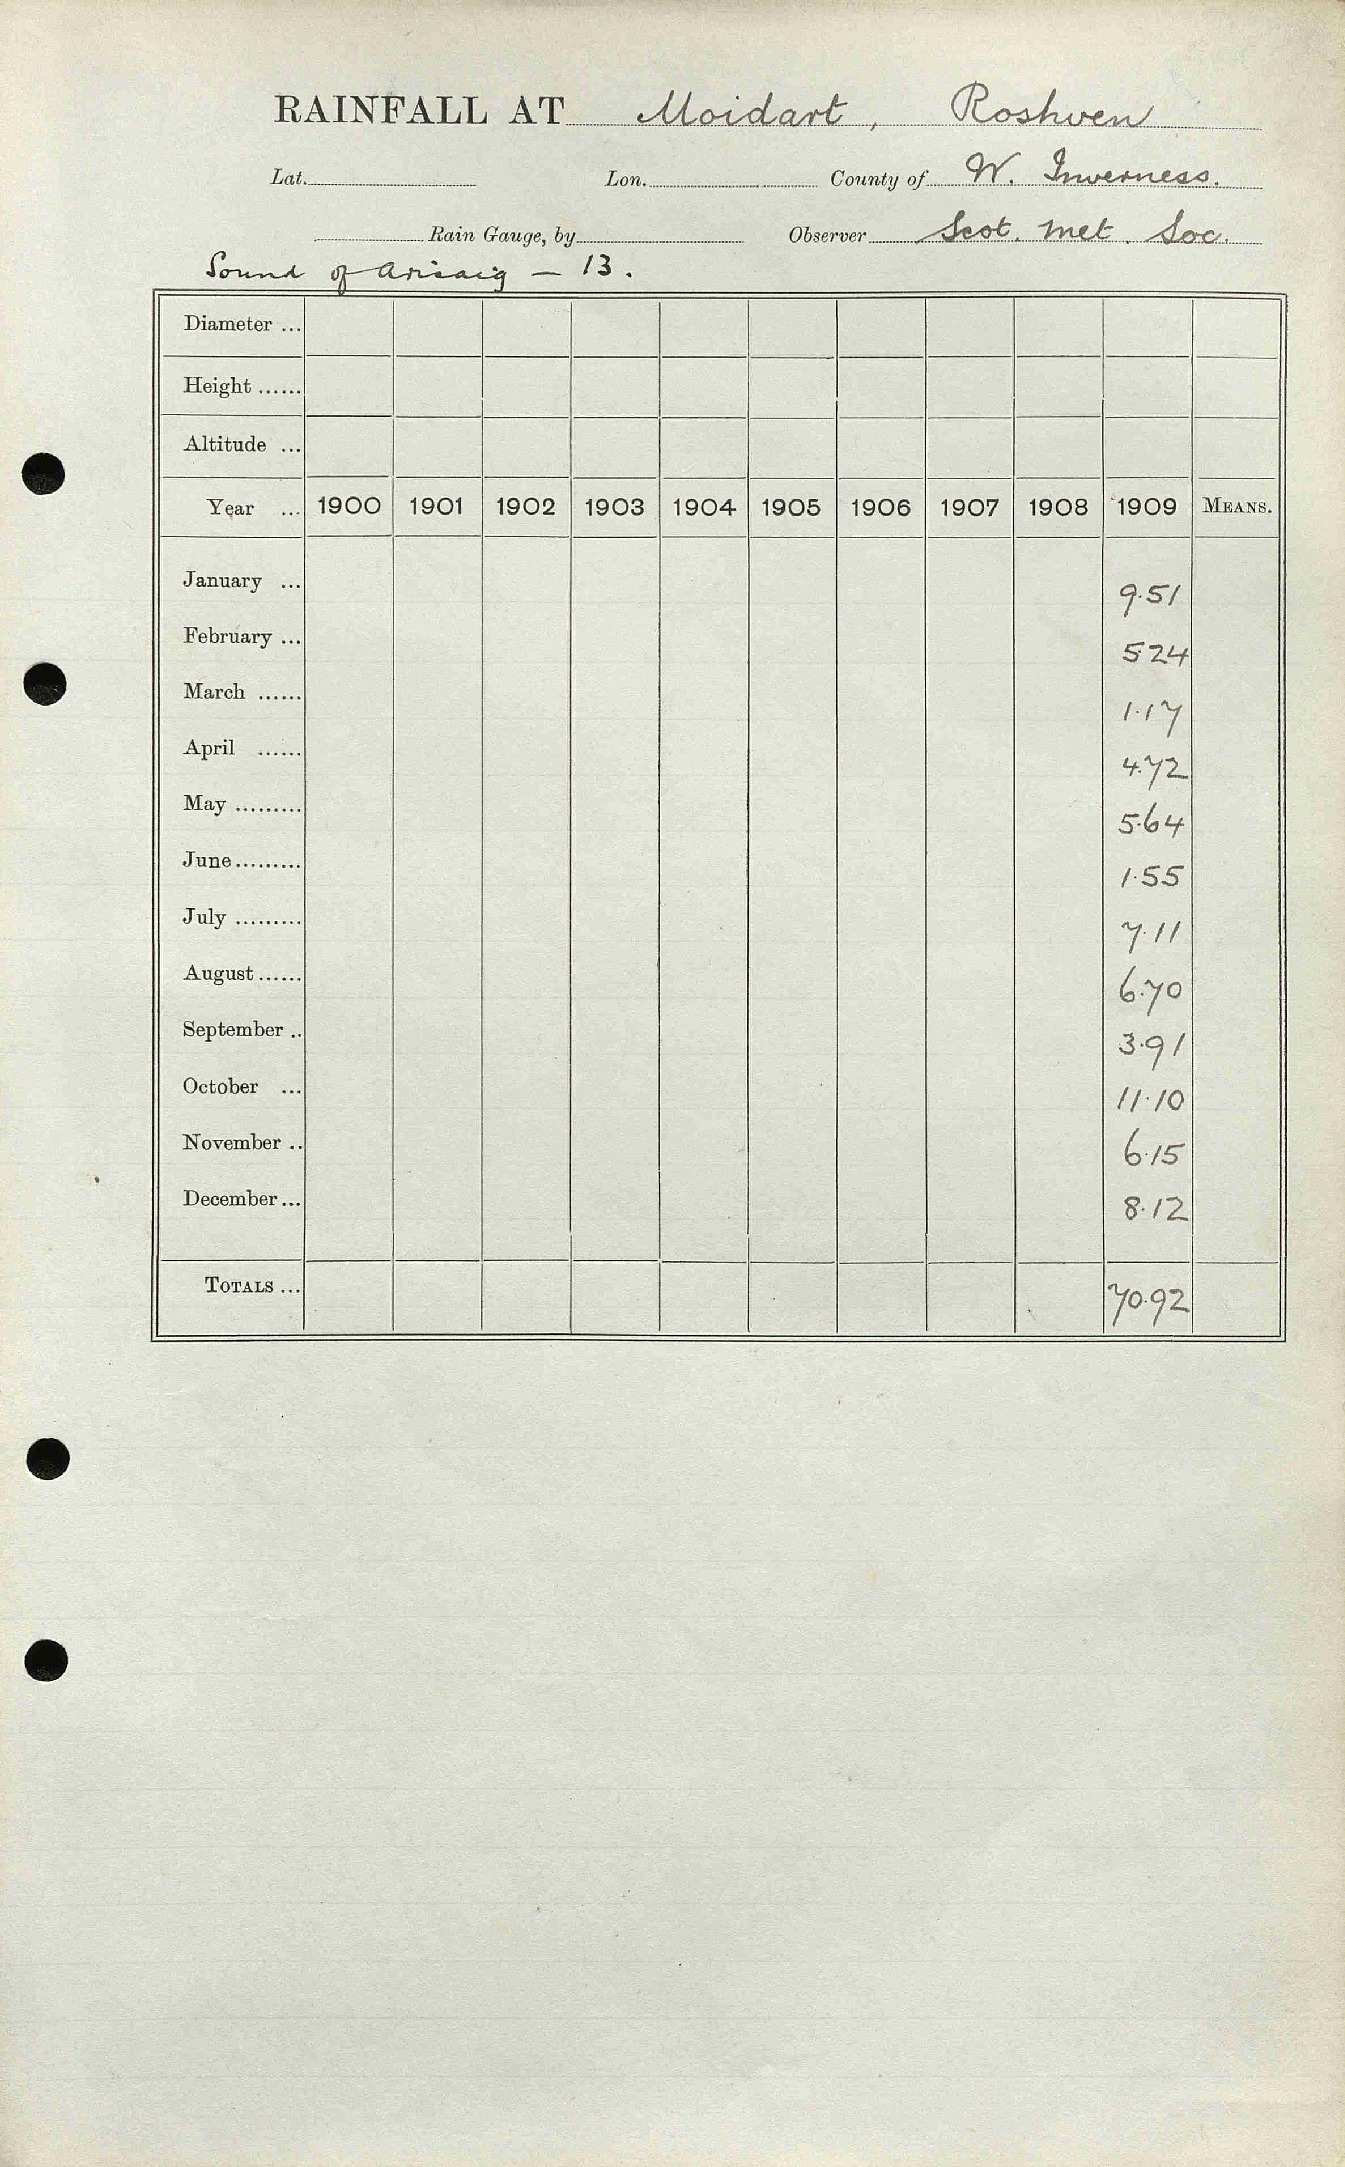 RAINFALL AT Moidart, Roshven
Lat. Lon. County of W. Inverness.
Rain Gauge, by Observer Scot. Met. Soc.
Sound of Arisaig — 13.
Diameter ...
Height ......
Altitude ...
Year ... 1900 1901 1902 1903 1904 1905 1906 1907 1908 1909 MEANS.
January ... 9.51
February ... 5.24
March ...... 1.17
April ...... 4.72
May ......... 5.64
June ......... 1.55
July ......... 7.11
August ...... 6.70
September .. 3.91
October ... 11.10
November .. 6.15
December ... 8.12
TOTALS ... 70.92